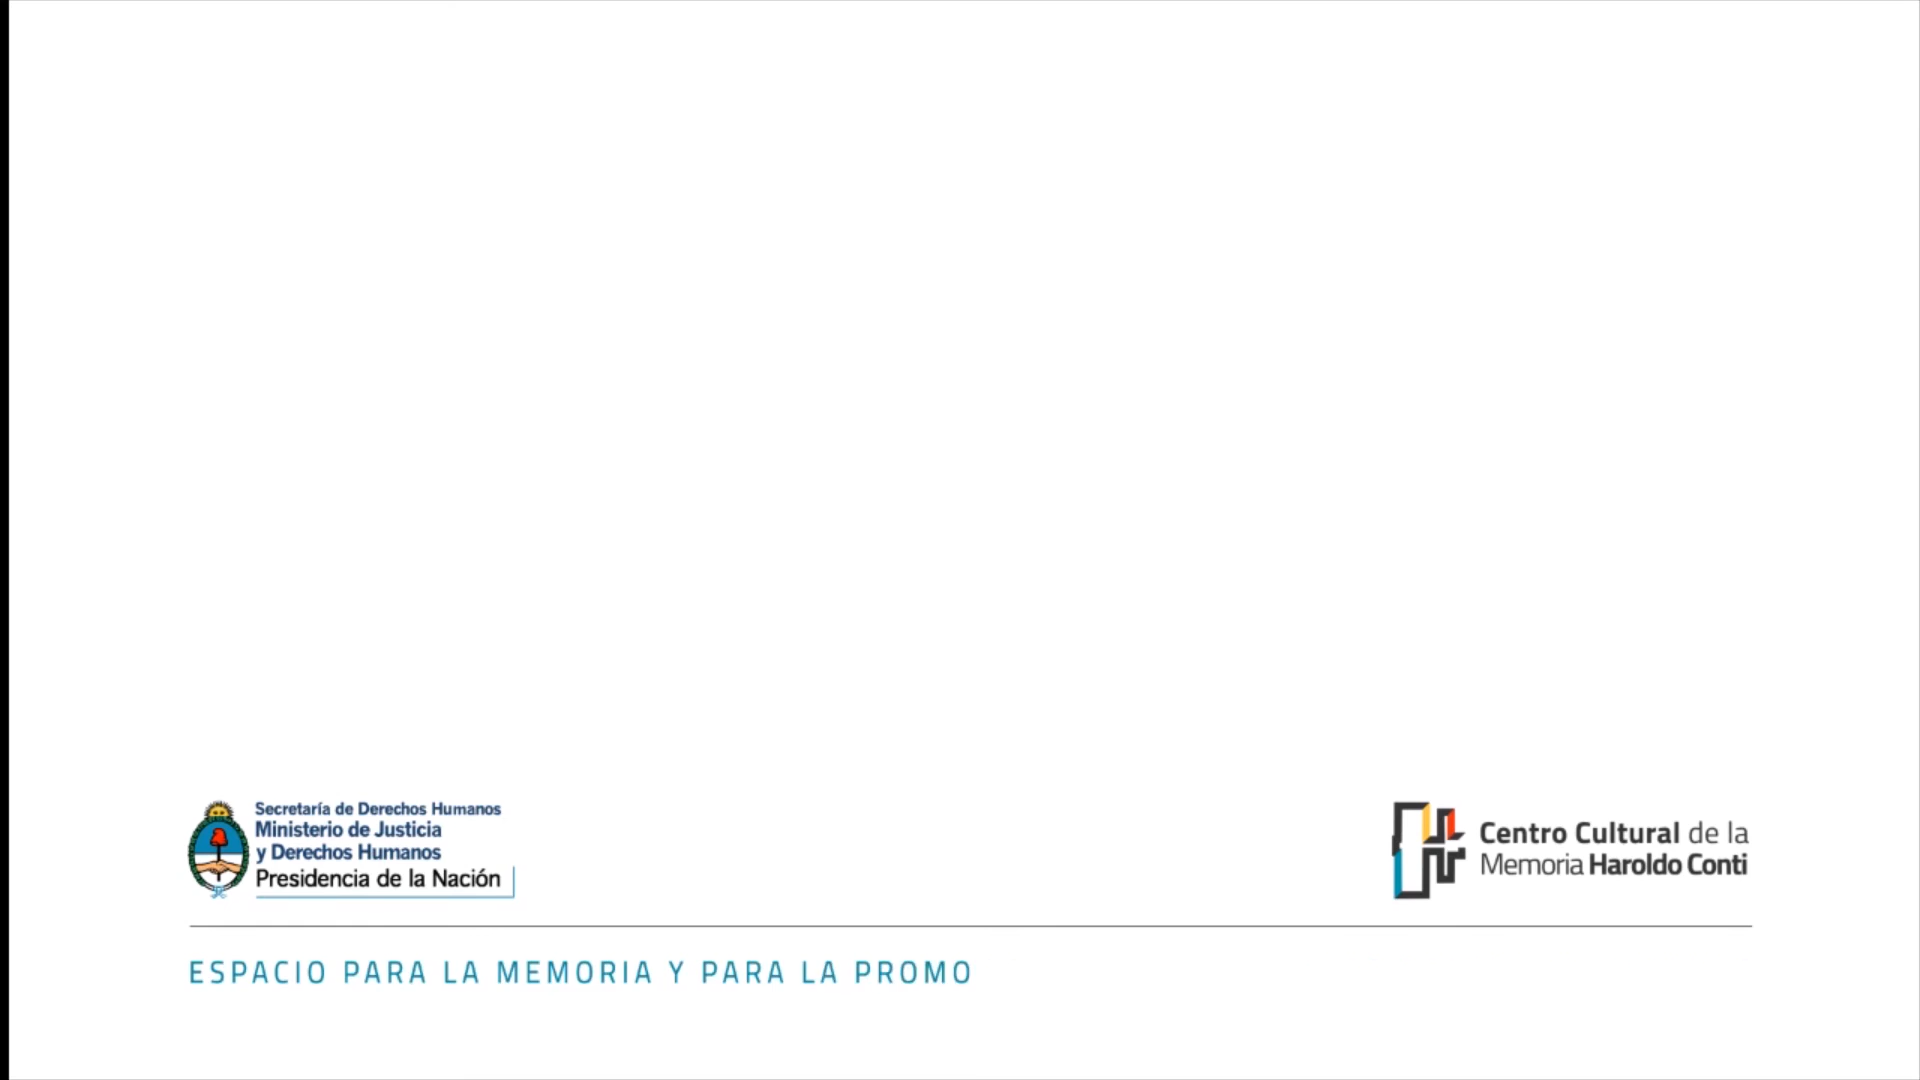 Secretaría de Derechos Humanos
Ministerio de Justicia
y Derechos Humanos
Presidencia de la Nación
Centro Cultural de la
Memoria Haroldo Conti
ESPACIO PARA LA MEMORIA Y PARA LA PROMO